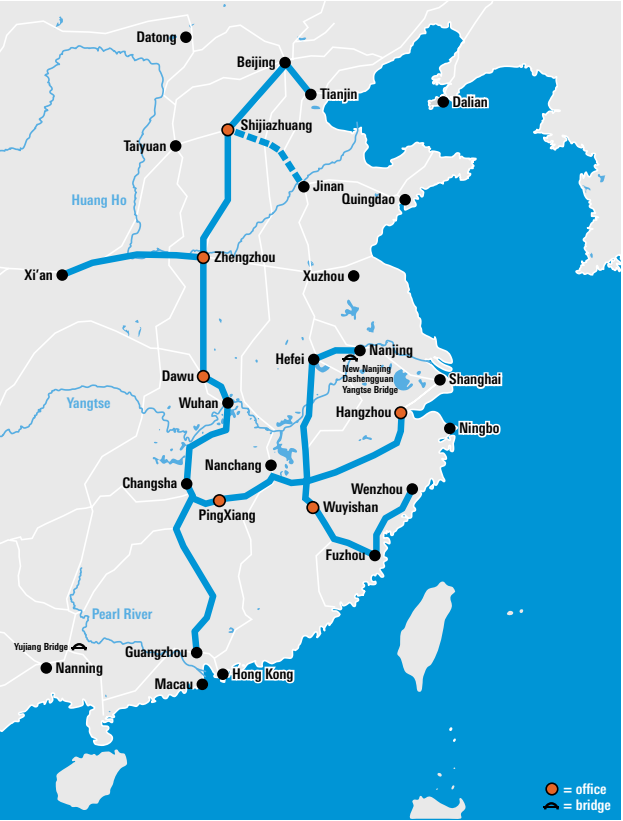 Datong
Beijing
Tianjin
Dalian
Shijiazhuang
Taiyuan
Jinan
Huang Ho
Quingdao
Zhengzhou
Xi'an
Xuzhou
Hefei
Nanjing
New Nanjing
Dashengguan
Yangtse Bridge
Dawu
Shanghai
Yangtse
Wuhan
Hangzhou
Ningbo
Nanchang
Changsha
Wenzhou
PingXiang
Wuyishan
Fuzhou
Pearl River
Yujiang Bridge
Guangzhou
Nanning
Hong Kong
Macau
= office
= bridge